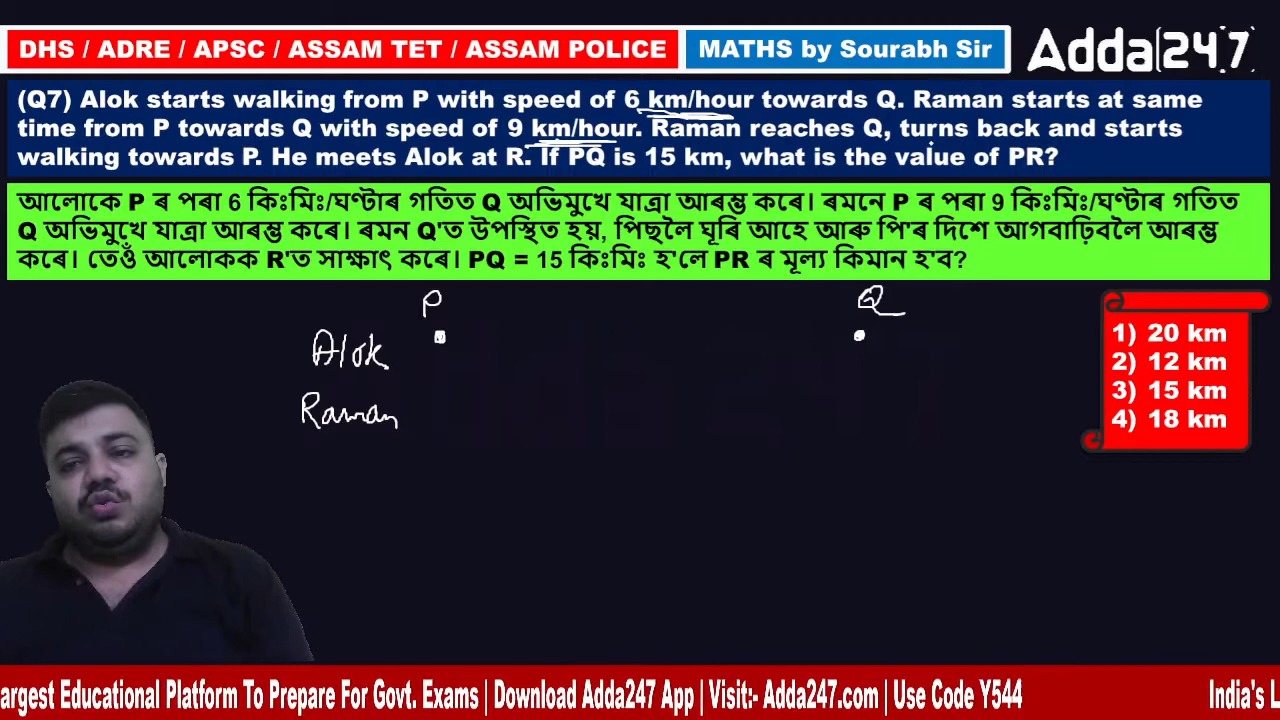 DHS / ADRE / APSC / ASSAM TET / ASSAM POLICE
MATHS by Sourabh Sir
Adda247
(Q7) Alok starts walking from P with speed of 6 km/hour towards Q. Raman starts at same
time from P towards Q with speed of 9 km/hour. Raman reaches Q, turns back and starts
walking towards P. He meets Alok at R. If PQ is 15 km, what is the value of PR?
আলোকে P ৰ পৰা 6 কিঃমিঃ/ঘণ্টাৰ গতিত Q অভিমুখে যাত্ৰা আৰম্ভ কৰে। ৰমনে P ৰ পৰা 9 কিঃমিঃ/ঘণ্টাৰ গতিত
Q অভিমুখে যাত্ৰা আৰম্ভ কৰে। ৰমন Q'ত উপস্থিত হয়, পিছলৈ ঘূৰি আহে আৰু পি'ৰ দিশে আগবাঢ়িবলৈ আৰম্ভ
কৰে। তেওঁ আলোকক R'ত সাক্ষাৎ কৰে। PQ = 15 কিঃমিঃ হ'লে PR ৰ মূল্য কিমান হ'ব?
P
Q
Alok
Raman
1) 20 km
2) 12 km
3) 15 km
4) 18 km
argest Educational Platform To Prepare For Govt. Exams | Download Adda247 App | Visit:- Adda247.com | Use Code Y544
India's L